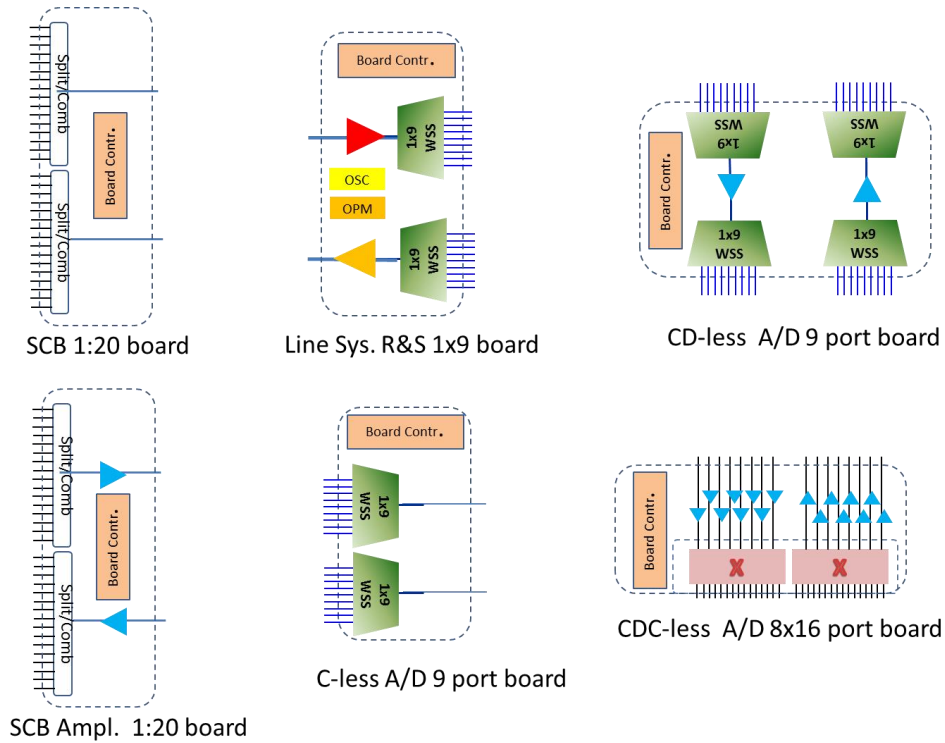 Split/Comb
Board Contr.
Split/Comb
SCB 1:20 board
Board Contr.
1x9
WSS
OSC
OPM
1x9
WSS
Line Sys. R&S 1x9 board
Board Contr.
1x9
WSS
1x9
WSS
1x9
WSS
1x9
WSS
CD-less A/D 9 port board
Split/Comb
Board Contr.
Split/Comb
SCB Ampl. 1:20 board
Board Contr.
1x9
WSS
1x9
WSS
C-less A/D 9 port board
Board Contr.
X
X
CDC-less A/D 8x16 port board